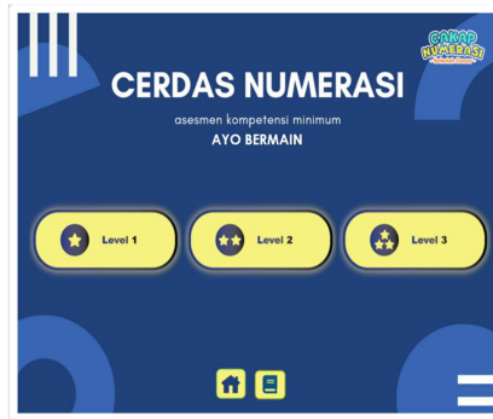 CAKAP
NUMERASI
CERDAS NUMERASI
asesmen kompetensi minimum
AYO BERMAIN
Level 1
Level 2
Level 3